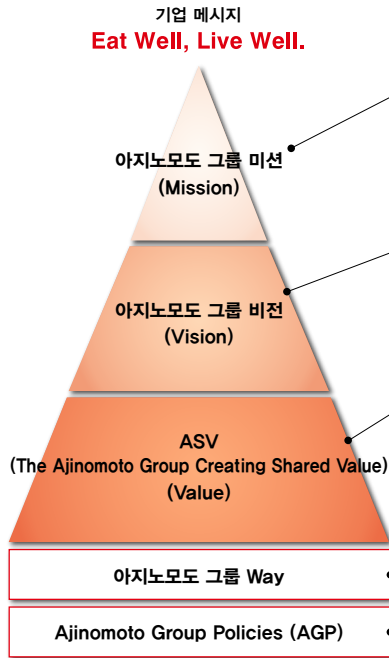 기업 메시지
Eat Well, Live Well.
아지노모도 그룹 미션
(Mission)
아지노모도 그룹 비전
(Vision)
ASV
(The Ajinomoto Group Creating Shared Value)
(Value)
아지노모도 그룹 Way
Ajinomoto Group Policies (AGP)